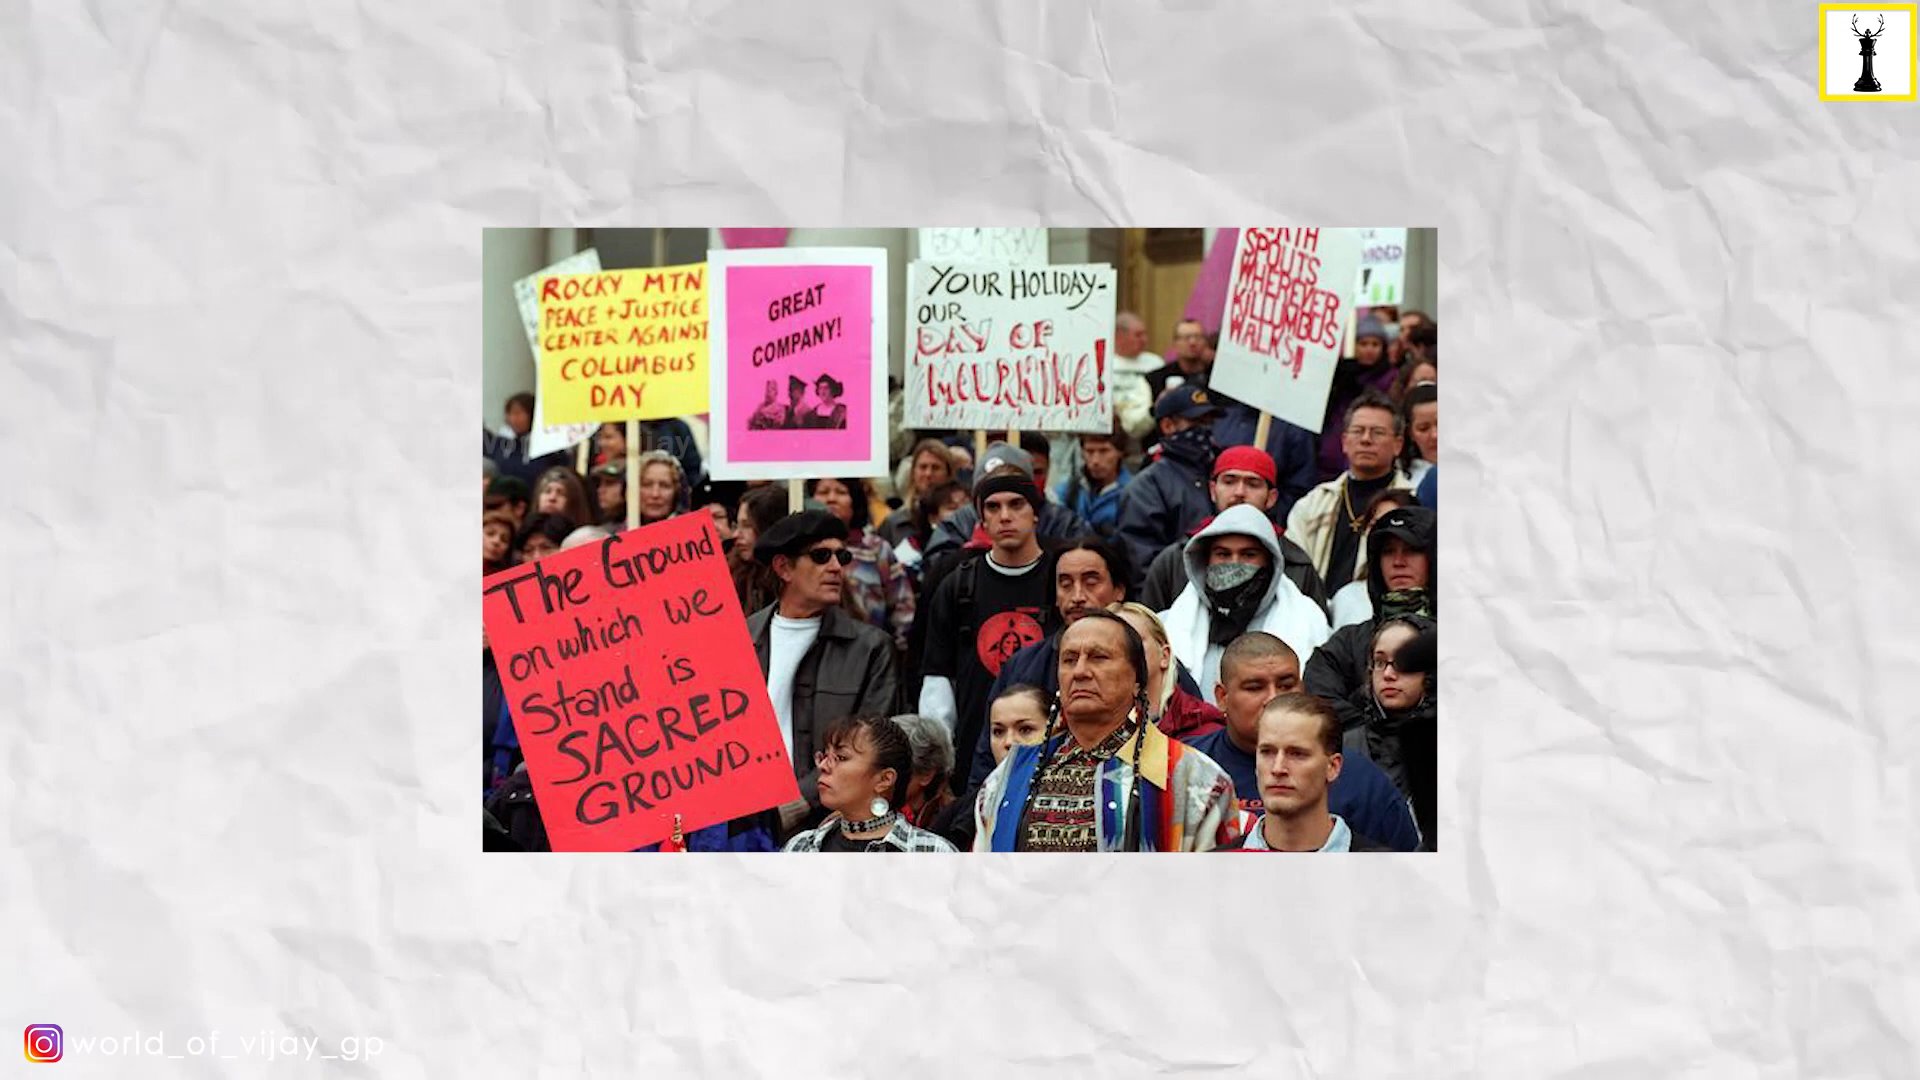 ROCKY MTN
PEACE + JUSTICE
CENTER AGAINST
COLUMBUS
DAY
GREAT
COMPANY!
BORN
YOUR HOLIDAY-
OUR
DAY OF
MOURNING!
SPOUTS
WHEREVER
KILLUMBUS
WALKS!
The Ground
on which we
Stand is
SACRED
GROUND...
world_of_vijay_gp